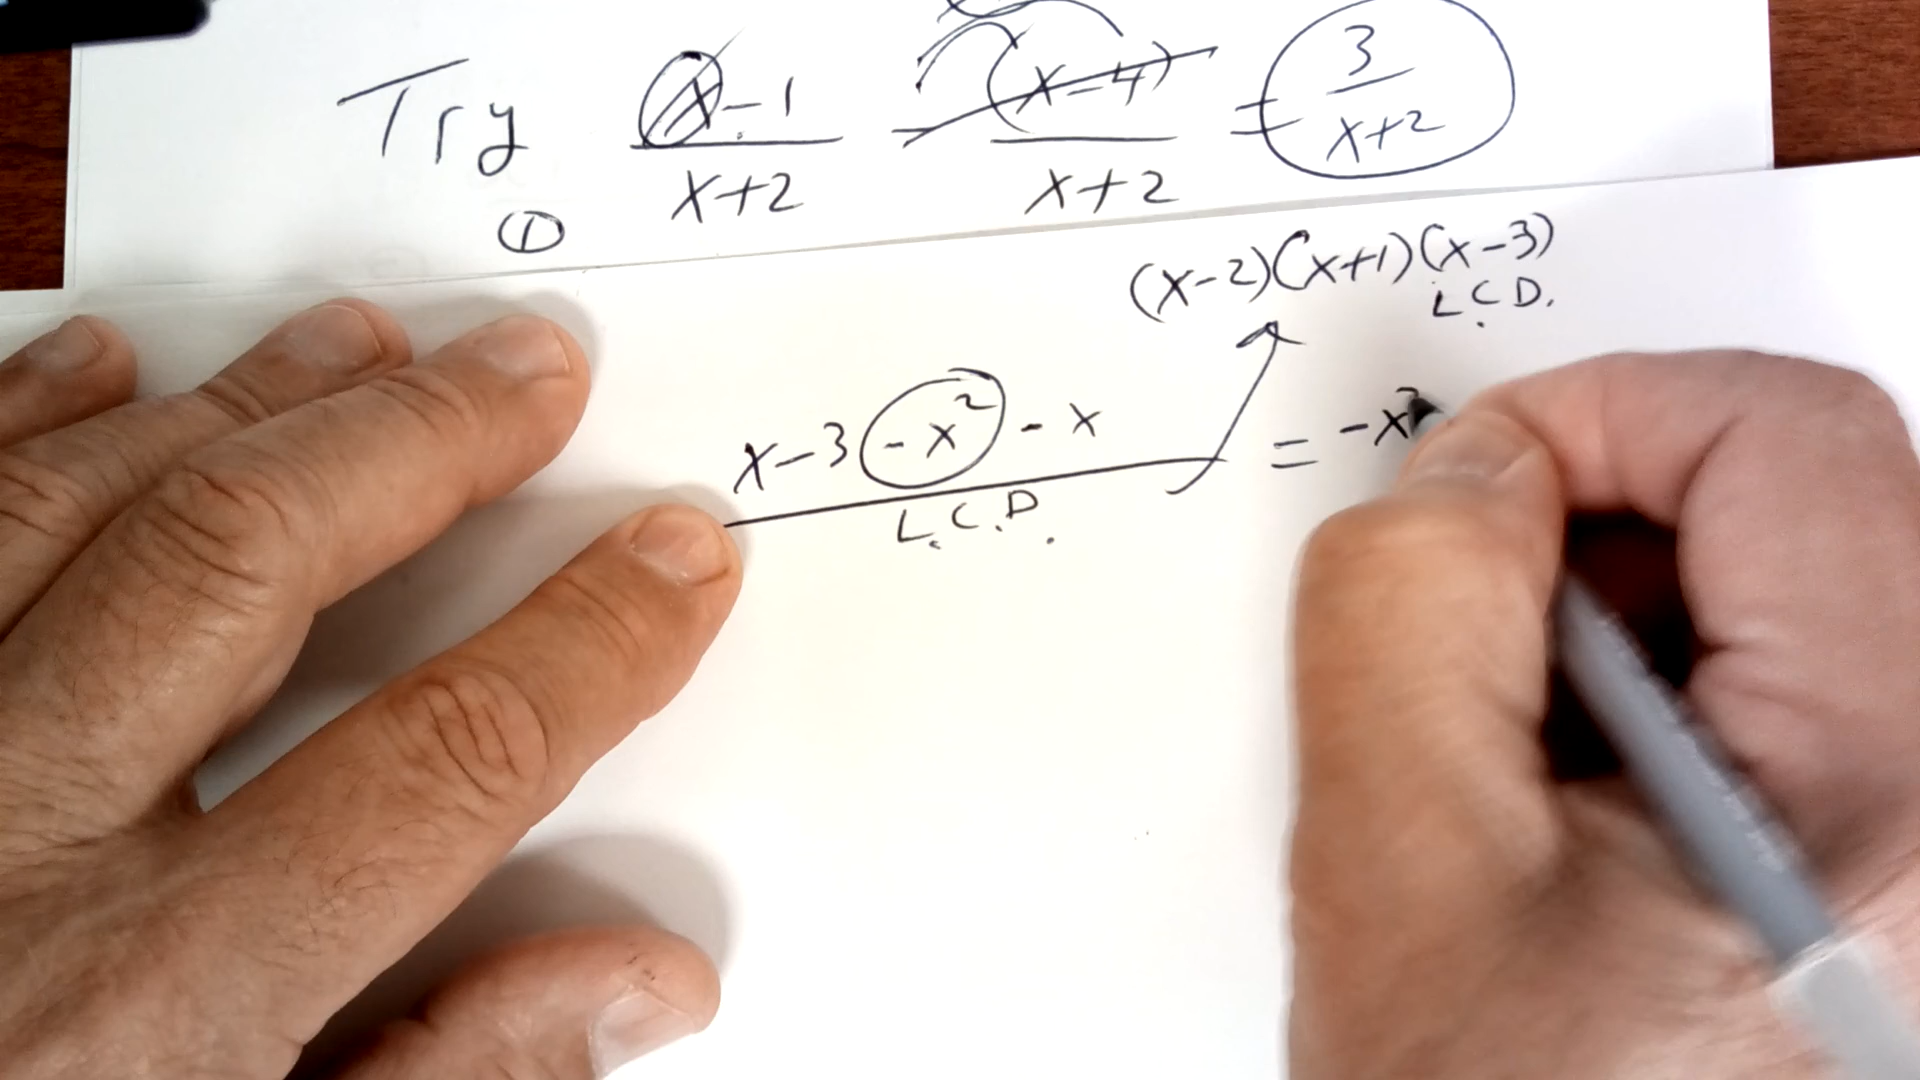 Try x-1 - (x-4) = 3
x+2 x+2 x+2
①
(x-2)(x+1)(x-3)
L.C.D.
x-3 -x² - x = -x²
L.C.D.